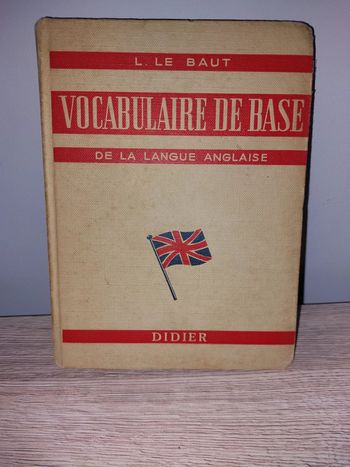 L. LE BAUT
VOCABULAIRE DE BASE
DE LA LANGUE ANGLAISE
DIDIER